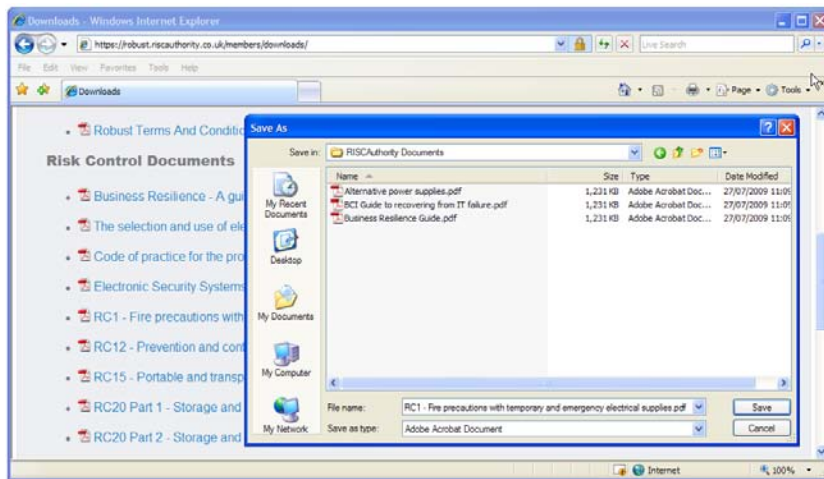 Downloads - Windows Internet Explorer
https://robust.riscauthority.co.uk/members/downloads/
Live Search
File Edit View Favorites Tools Help
Downloads
Page Tools
Robust Terms And Conditic
Risk Control Documents
Business Resilience - A gui
The selection and use of ele
Code of practice for the pro
Electronic Security Systems
RC1 - Fire precautions with
RC12 - Prevention and cont
RC15 - Portable and transp
RC20 Part 1 - Storage and
RC20 Part 2 - Storage and
Save As
Save in: RISCAuthority Documents
My Recent
Documents
Desktop
My Documents
My Computer
My Network
Name Size Type Date Modified
Alternative power supplies.pdf 1,231 KB Adobe Acrobat Doc... 27/07/2009 11:09
BCI Guide to recovering from IT failure.pdf 1,231 KB Adobe Acrobat Doc... 27/07/2009 11:09
Business Resilience Guide.pdf 1,231 KB Adobe Acrobat Doc... 27/07/2009 11:09
File name: RC1 - Fire precautions with temporary and emergency electrical supplies.pdf Save
Save as type: Adobe Acrobat Document Cancel
Internet 100%